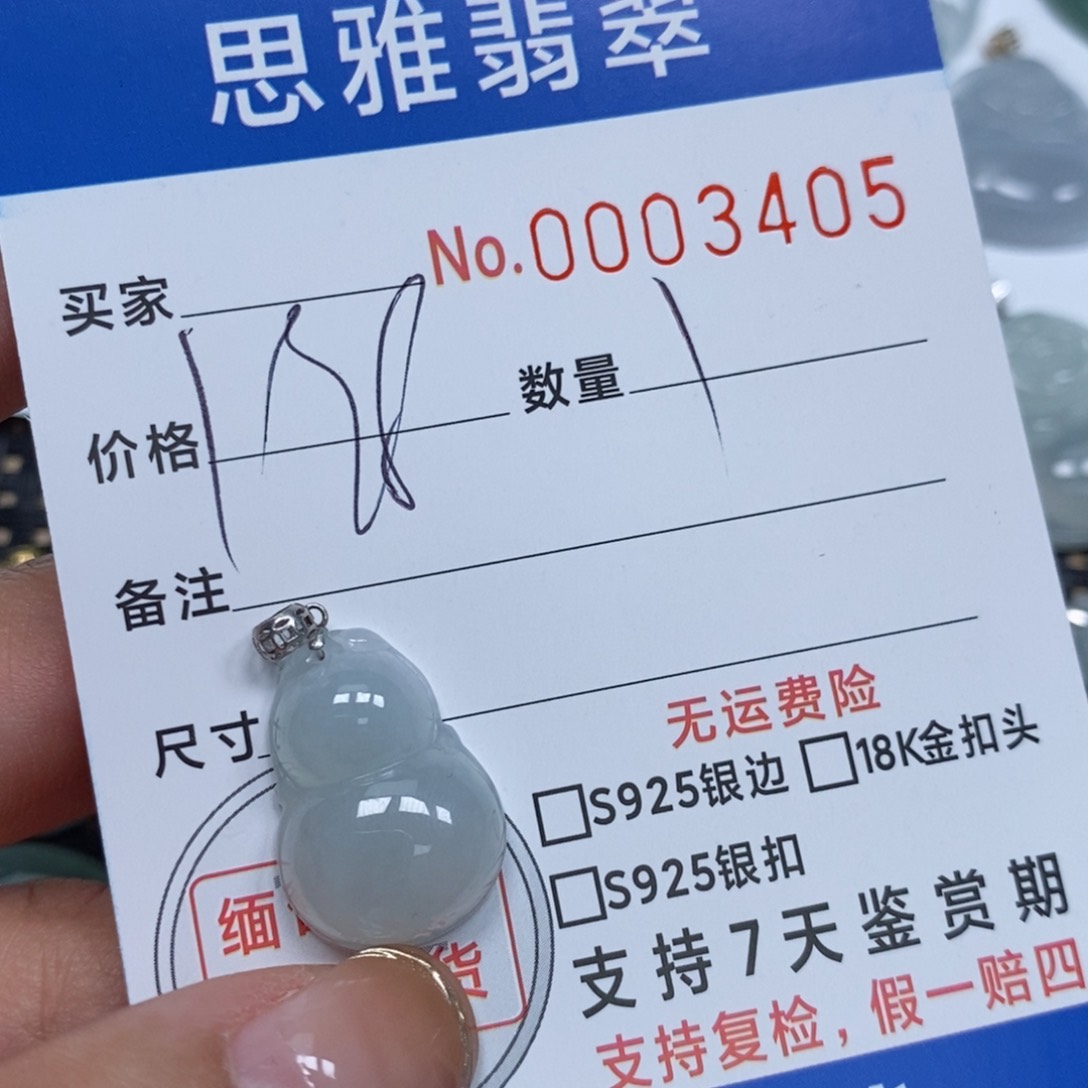 思雅翡翠
No.0003405
买家
价格 数量 1
备注
尺寸
无运费险
S925银边 18K金扣头
S925银扣
缅 货
支持7天鉴赏期
支持复检，假一赔四